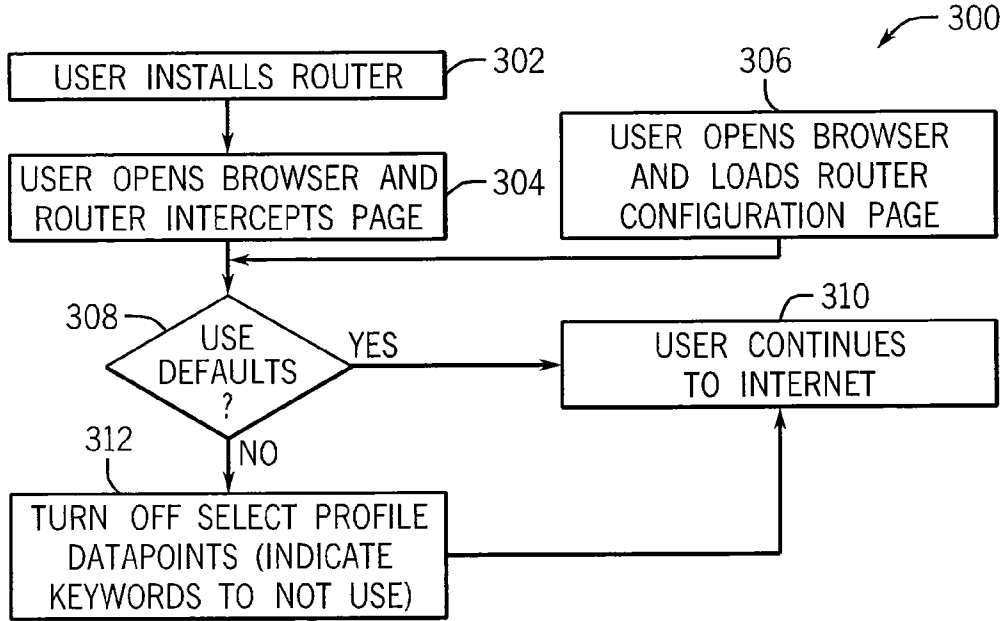 300
USER INSTALLS ROUTER
302
USER OPENS BROWSER AND
ROUTER INTERCEPTS PAGE
304
306
USER OPENS BROWSER
AND LOADS ROUTER
CONFIGURATION PAGE
308
USE
DEFAULTS
?
YES
310
USER CONTINUES
TO INTERNET
NO
312
TURN OFF SELECT PROFILE
DATAPOINTS (INDICATE
KEYWORDS TO NOT USE)